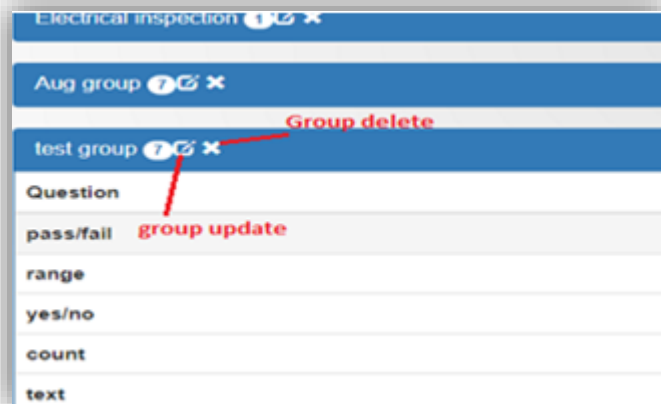 Electrical inspection 1
Aug group 7
Group delete
test group 7
Question
group update
pass/fail
range
yes/no
count
text